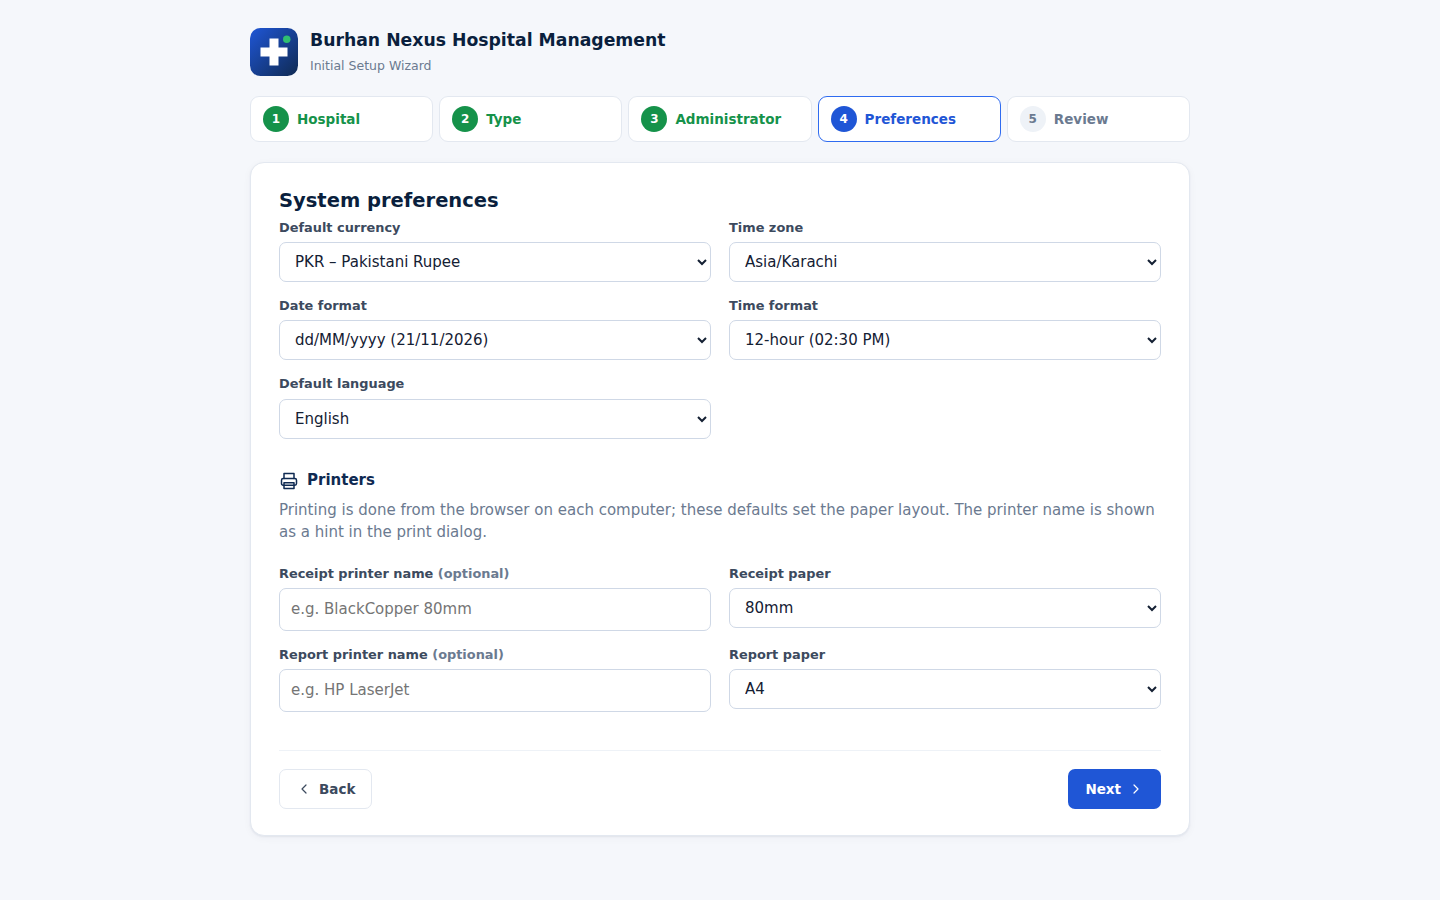 Burhan Nexus Hospital Management
Initial Setup Wizard
1 Hospital
2 Type
3 Administrator
4 Preferences
5 Review
System preferences
Default currency
PKR – Pakistani Rupee
Time zone
Asia/Karachi
Date format
dd/MM/yyyy (21/11/2026)
Time format
12-hour (02:30 PM)
Default language
English
Printers
Printing is done from the browser on each computer; these defaults set the paper layout. The printer name is shown
as a hint in the print dialog.
Receipt printer name (optional)
e.g. BlackCopper 80mm
Receipt paper
80mm
Report printer name (optional)
e.g. HP LaserJet
Report paper
A4
Back
Next